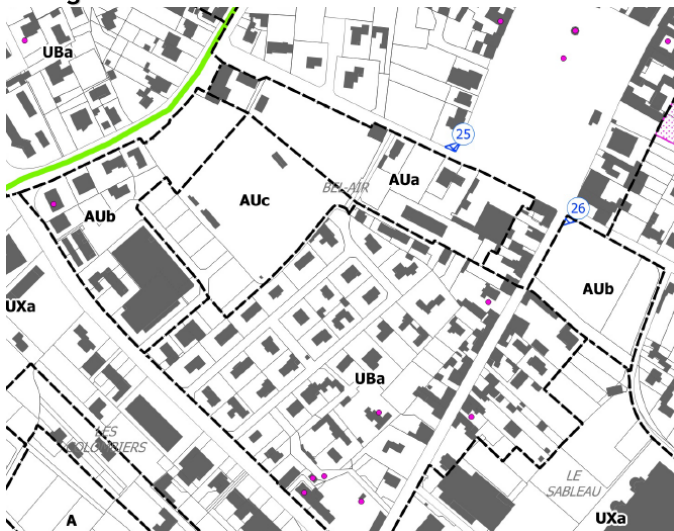 UBa
25
AUa
BEL-AIR
AUc
26
AUb
AUb
UXa
UBa
LES
COLOMBIERS
LE
SABLEAU
A
UXa